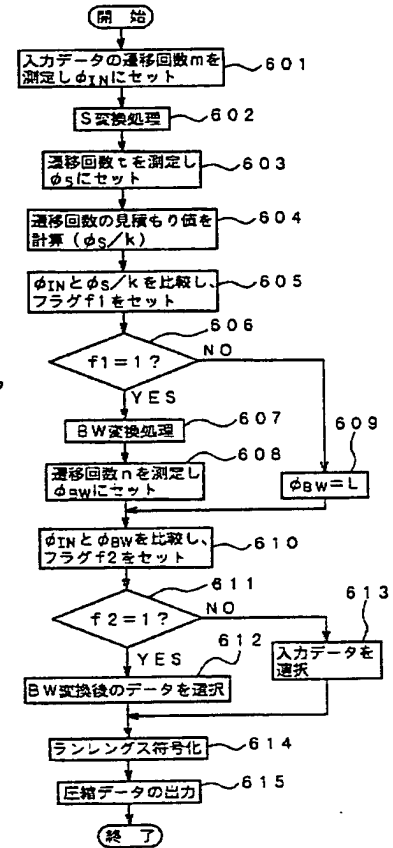 開 始
入力データの遷移回数mを
測定しφINにセット
601
S変換処理
602
遷移回数tを測定し
φSにセット
603
遷移回数の見積もり値を
計算（φS／k）
604
φINとφS／kを比較し、
フラグf1をセット
605
606
f1＝1？
NO
YES
607
BW変換処理
608
遷移回数nを測定し
φBWにセット
609
φBW＝L
φINとφBWを比較し、
フラグf2をセット
610
611
f2＝1？
NO
YES
612
613
入力データを
選択
BW変換後のデータを選択
ランレングス符号化
614
圧縮データの出力
615
終 了